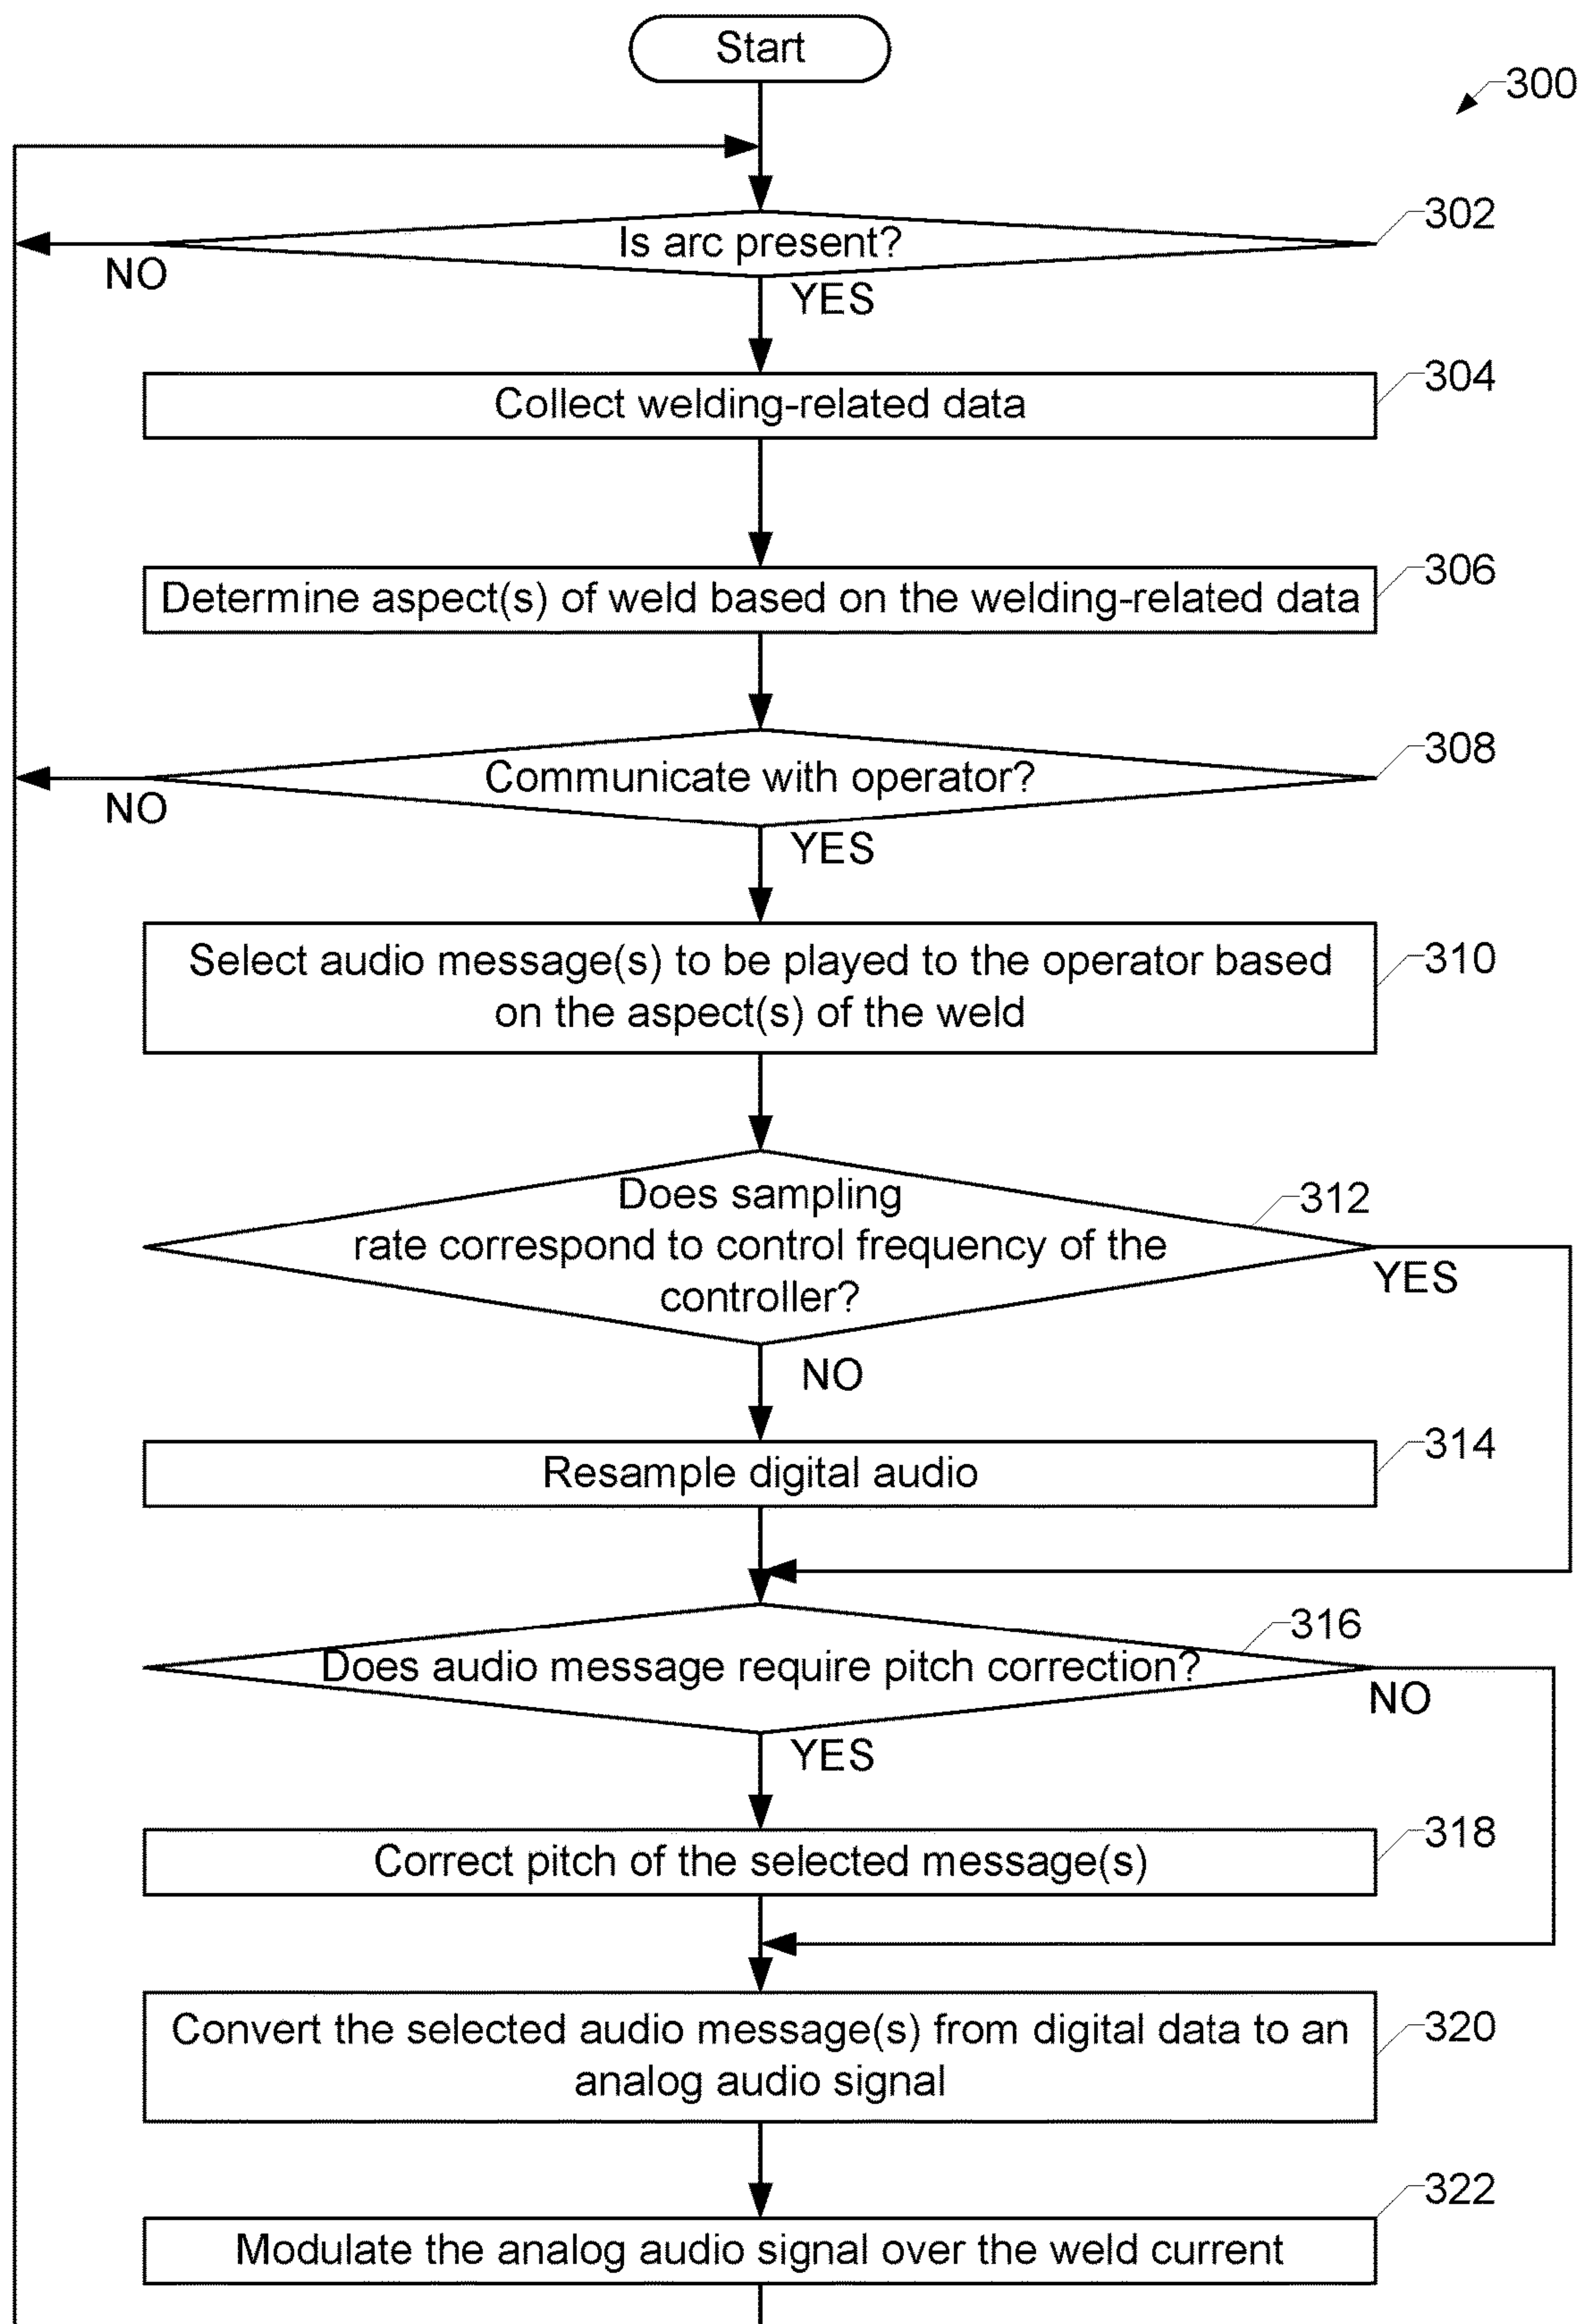 Start
300
Is arc present?
302
NO
YES
Collect welding-related data
304
Determine aspect(s) of weld based on the welding-related data
306
Communicate with operator?
308
NO
YES
Select audio message(s) to be played to the operator based
on the aspect(s) of the weld
310
Does sampling
rate correspond to control frequency of the
controller?
312
YES
NO
Resample digital audio
314
Does audio message require pitch correction?
316
NO
YES
Correct pitch of the selected message(s)
318
Convert the selected audio message(s) from digital data to an
analog audio signal
320
Modulate the analog audio signal over the weld current
322